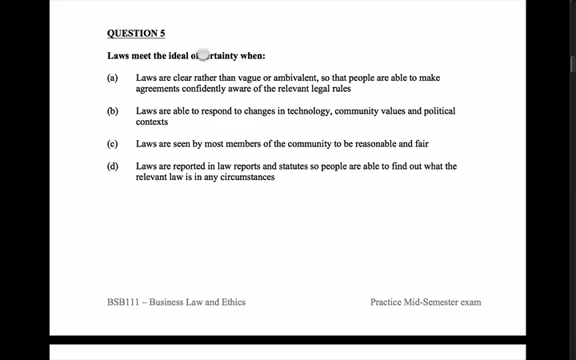 QUESTION 5
Laws meet the ideal of certainty when:
(a) Laws are clear rather than vague or ambivalent, so that people are able to make
agreements confidently aware of the relevant legal rules
(b) Laws are able to respond to changes in technology, community values and political
contexts
(c) Laws are seen by most members of the community to be reasonable and fair
(d) Laws are reported in law reports and statutes so people are able to find out what the
relevant law is in any circumstances
BSB111 – Business Law and Ethics Practice Mid-Semester exam